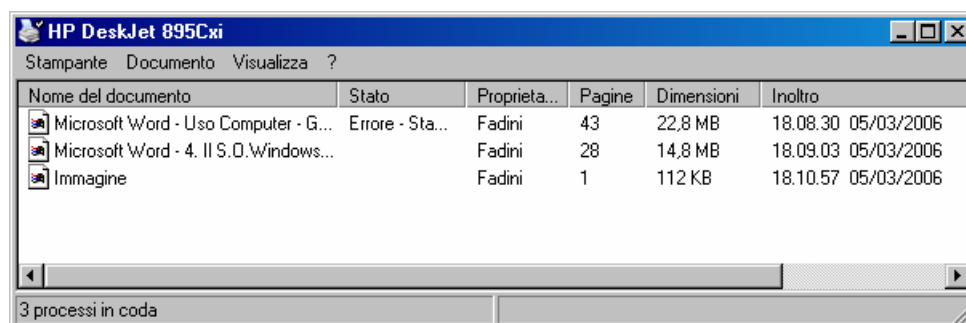 HP DeskJet 895Cxi
Stampante Documento Visualizza ?
Nome del documento Stato Proprieta... Pagine Dimensioni Inoltro
Microsoft Word - Uso Computer - G... Errore - Sta... Fadini 43 22,8 MB 18.08.30 05/03/2006
Microsoft Word - 4. Il S.O.Windows... Fadini 28 14,8 MB 18.09.03 05/03/2006
Immagine Fadini 1 112 KB 18.10.57 05/03/2006
3 processi in coda